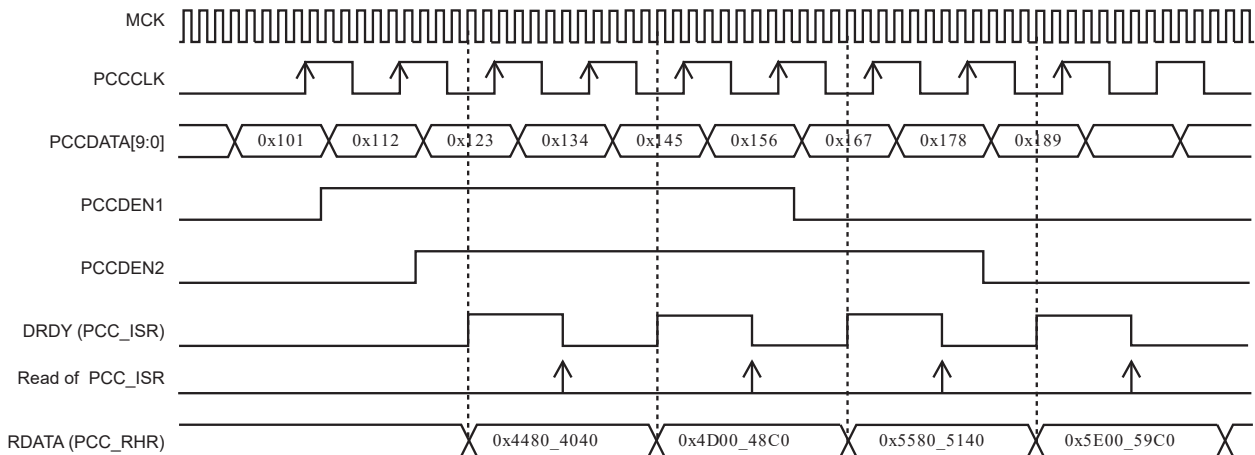 MCK
PCCCLK
PCCDATA[9:0] 0x101 0x112 0x123 0x134 0x145 0x156 0x167 0x178 0x189
PCCDEN1
PCCDEN2
DRDY (PCC_ISR)
Read of PCC_ISR
RDATA (PCC_RHR) 0x4480_4040 0x4D00_48C0 0x5580_5140 0x5E00_59C0